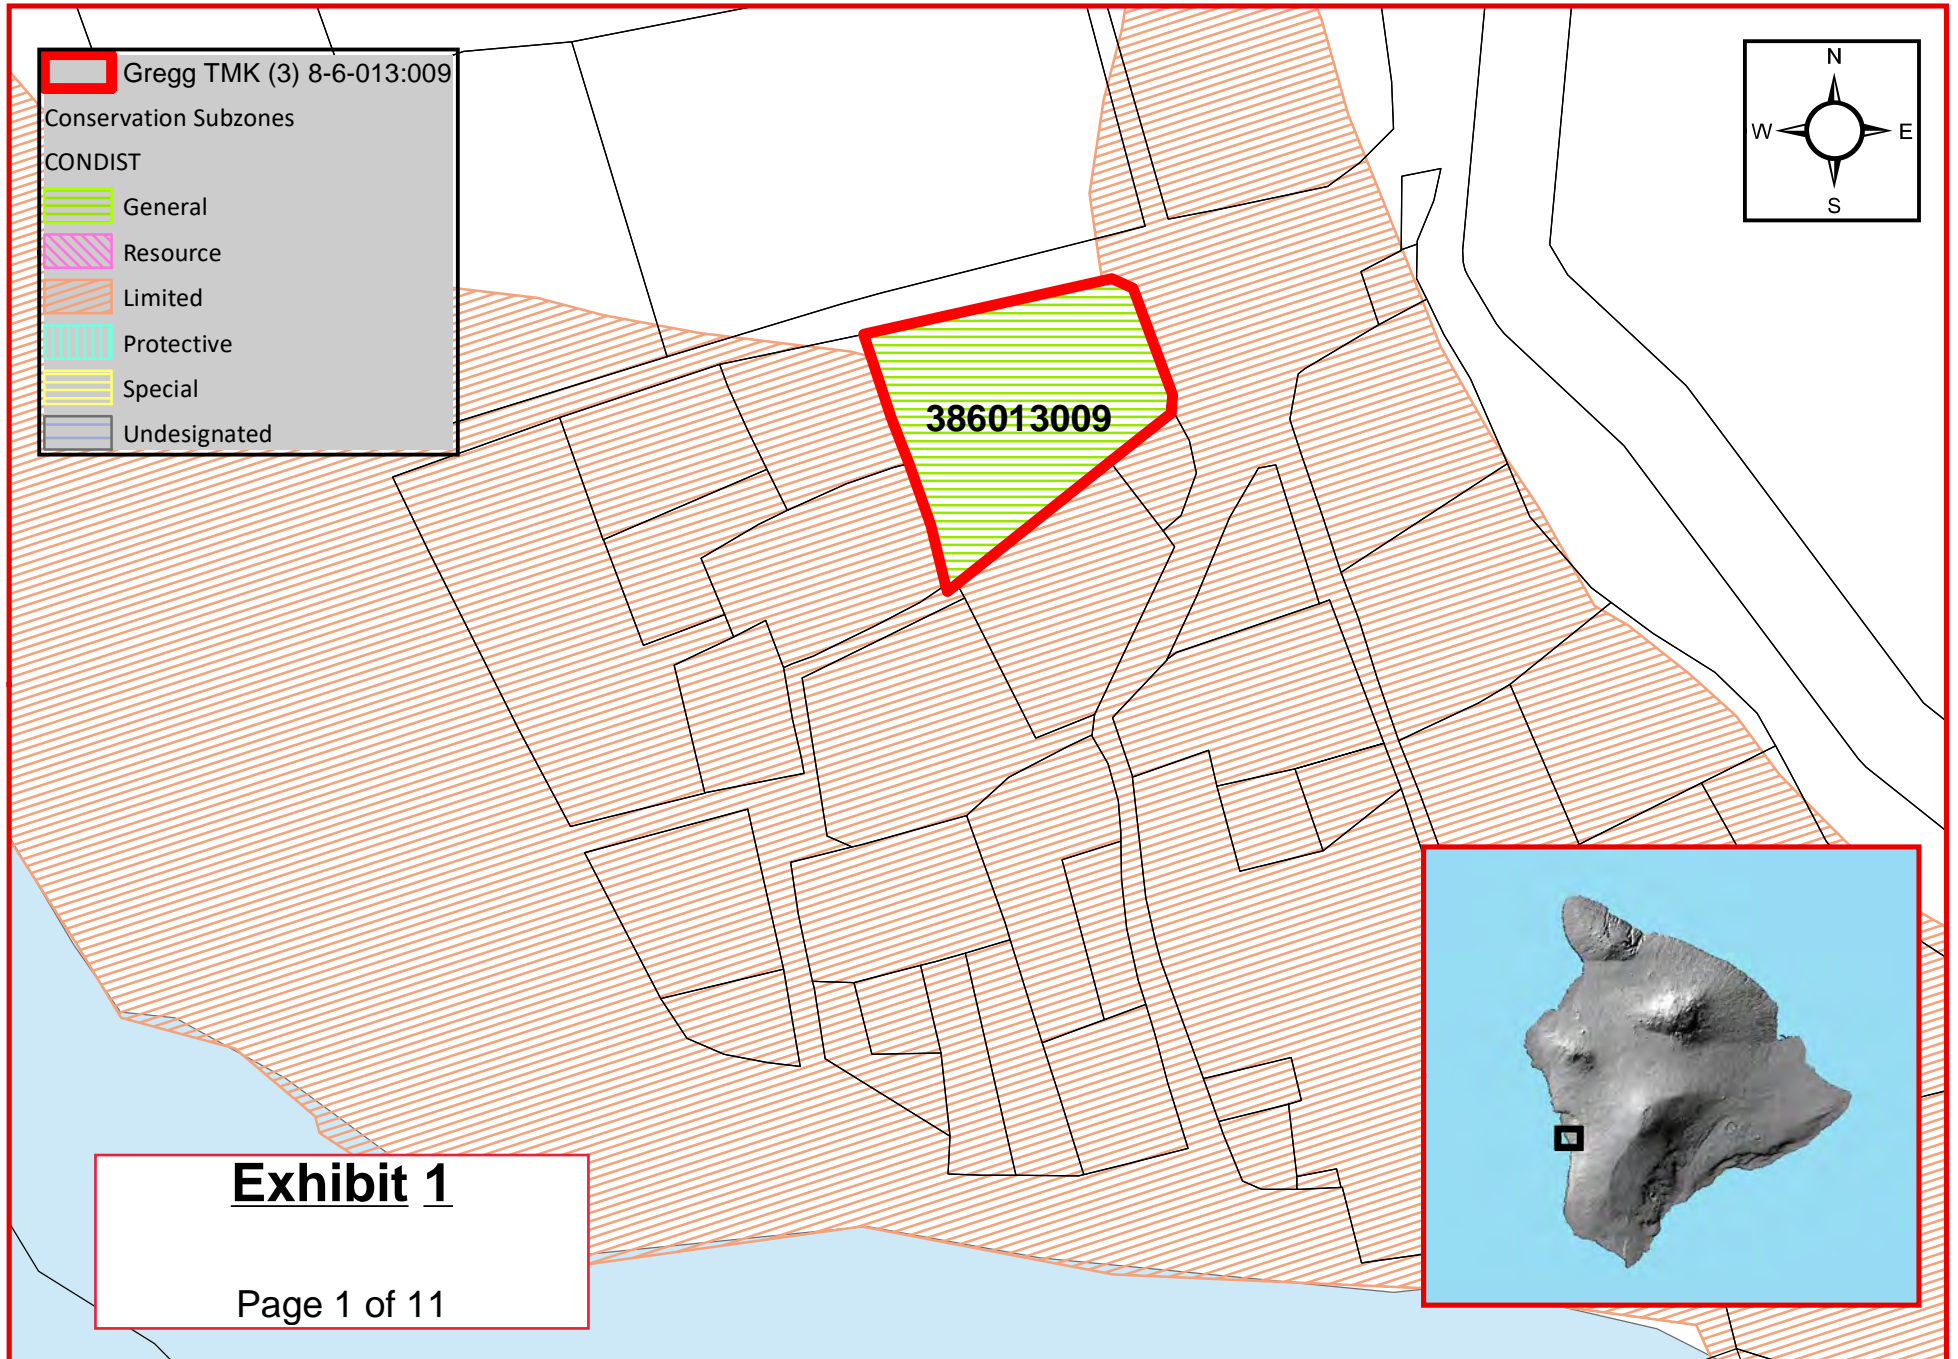 Gregg TMK (3) 8-6-013:009
Conservation Subzones
CONDIST
General
Resource
Limited
Protective
Special
Undesignated
N
W E
S
386013009
Exhibit 1
Page 1 of 11